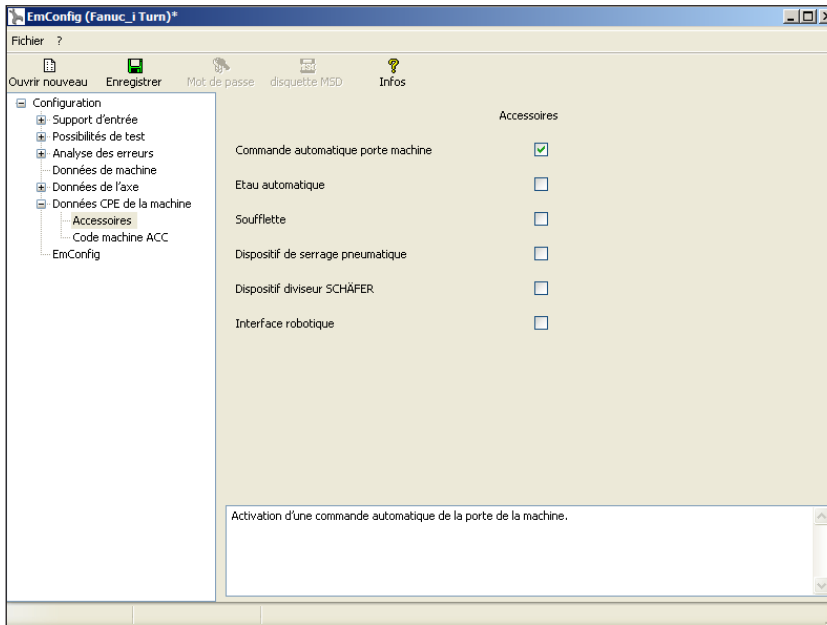 EmConfig (Fanuc_i Turn)*
Fichier ?
Ouvrir nouveau Enregistrer Mot de passe disquette MSD Infos
Configuration
Support d'entrée
Possibilités de test
Analyse des erreurs
Données de machine
Données de l'axe
Données CPE de la machine
Accessoires
Code machine ACC
EmConfig
Accessoires
Commande automatique porte machine
Etau automatique
Soufflette
Dispositif de serrage pneumatique
Dispositif diviseur SCHÄFER
Interface robotique
Activation d'une commande automatique de la porte de la machine.